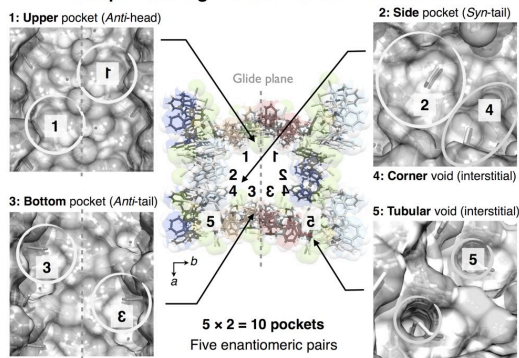 1: Upper pocket (Anti-head)
1
1
3: Bottom pocket (Anti-tail)
3
3
Glide plane
1 1
2 2
4 3 3 4
5 5
b
a
5 × 2 = 10 pockets
Five enantiomeric pairs
2: Side pocket (Syn-tail)
2
4
4: Corner void (interstitial)
5: Tubular void (interstitial)
5